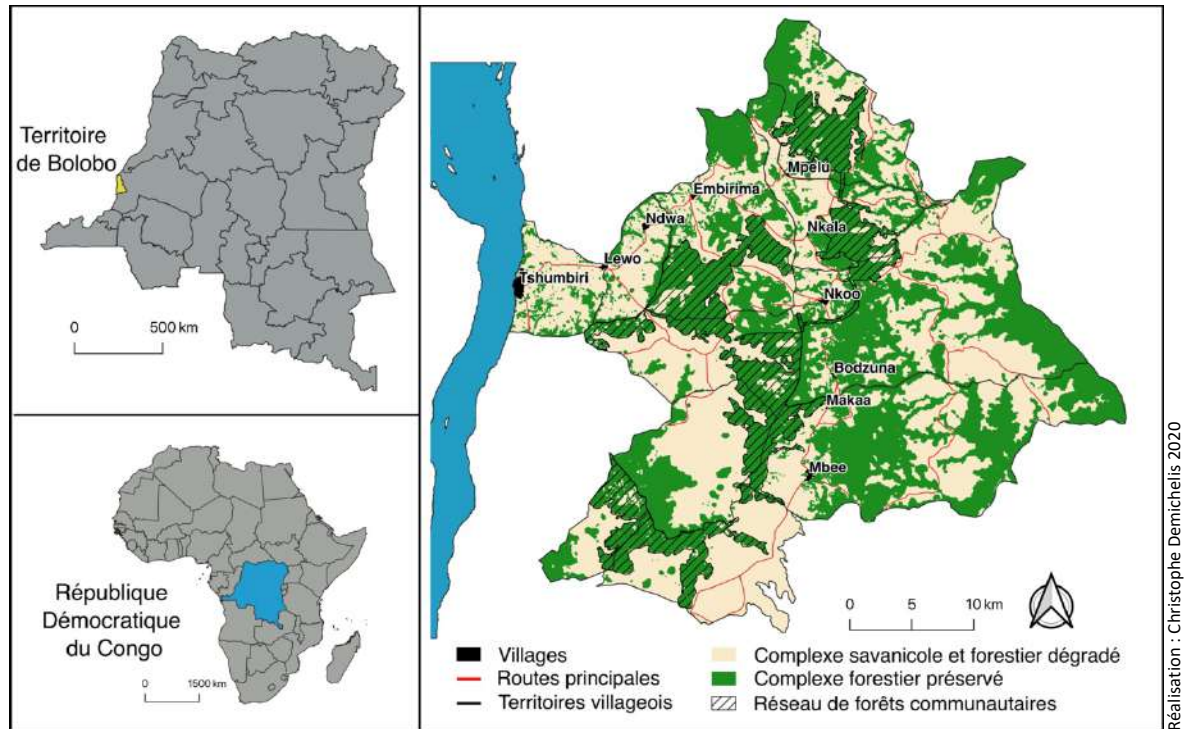 Territoire
de Bolobo
0
500 km
République
Démocratique
du Congo
0
1500 km
Mpelu
Embirima
Ndwa
Nkala
Lewo
Tshumbiri
Nkoo
Bodzuna
Makaa
Mbee
0
5
10 km
Villages
Routes principales
Territoires villageois
Complexe savanicole et forestier dégradé
Complexe forestier préservé
Réseau de forêts communautaires
Réalisation : Christophe Demichelis 2020